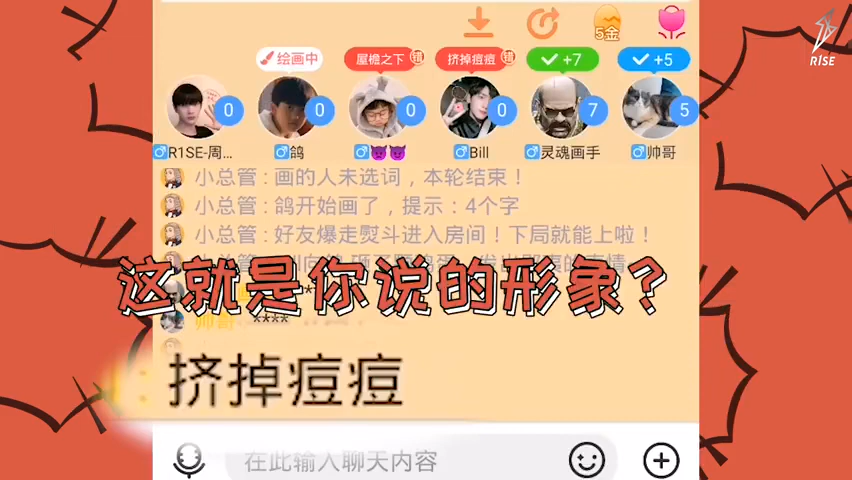 5金
R1SE
绘画中
屋檐之下 错
挤掉痘痘 错
+7
+5
0
0
0
0
7
5
R1SE-周...
鸽
Bill
灵魂画手
帅哥
小总管：画的人未选词，本轮结束！
小总管：鸽开始画了，提示：4个字
小总管：好友爆走熨斗进入房间！下局就能上啦！
这就是你说的形象？
帅哥：****
：挤掉痘痘
在此输入聊天内容